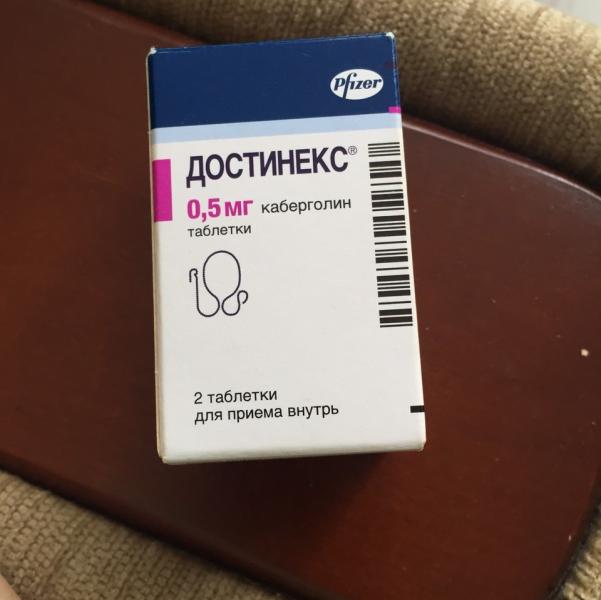 Pfizer
ДОСТИНЕКС®
0,5 мг каберголин
таблетки
2 таблетки
для приема внутрь